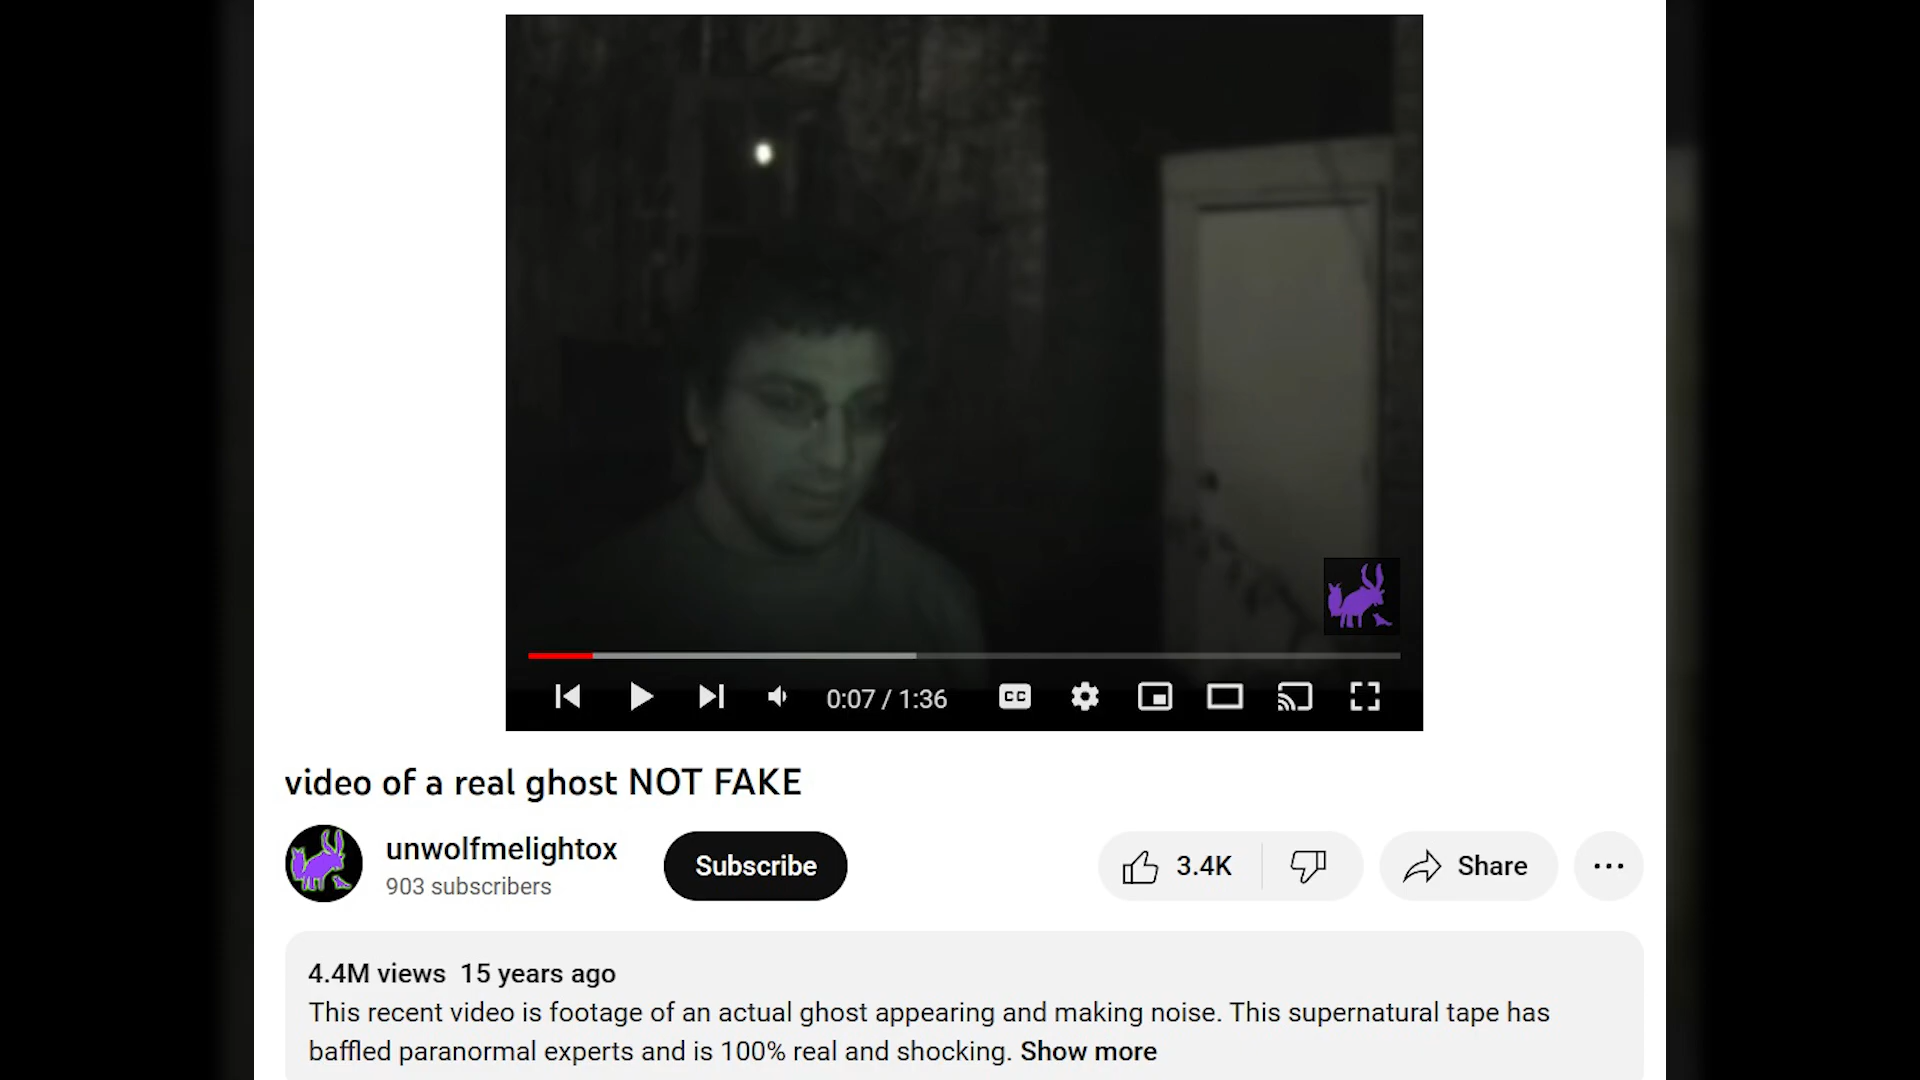 0:07 / 1:36
CC
video of a real ghost NOT FAKE
unwolfmelightox
903 subscribers
Subscribe
3.4K
Share
4.4M views 15 years ago
This recent video is footage of an actual ghost appearing and making noise. This supernatural tape has
baffled paranormal experts and is 100% real and shocking. Show more